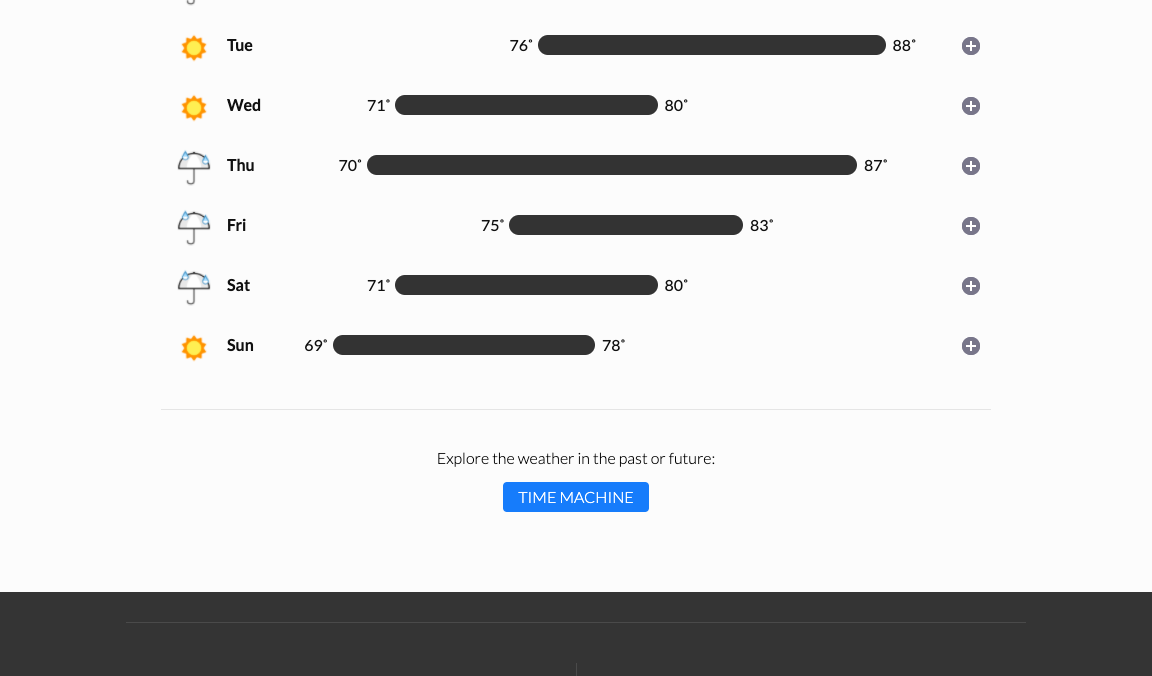 Tue 76˚ 88˚
Wed 71˚ 80˚
Thu 70˚ 87˚
Fri 75˚ 83˚
Sat 71˚ 80˚
Sun 69˚ 78˚
Explore the weather in the past or future:
TIME MACHINE